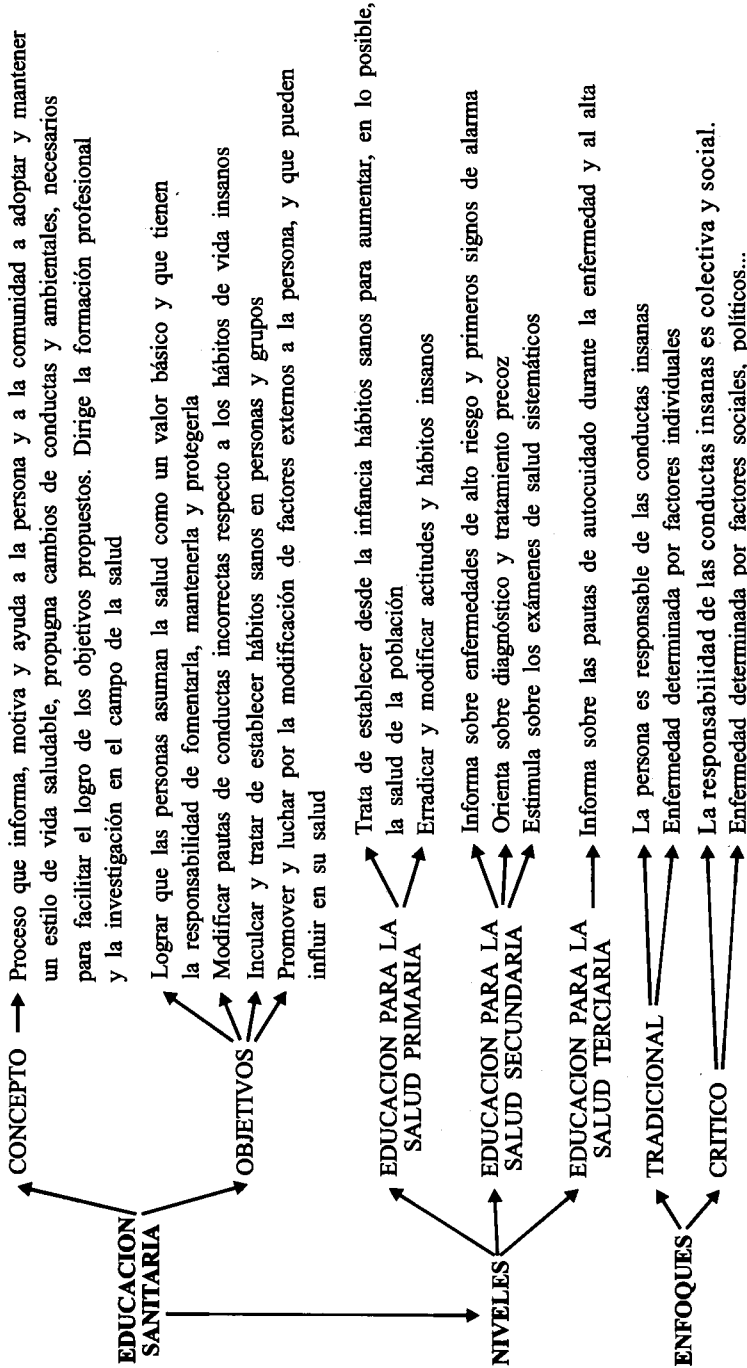 EDUCACION
SANITARIA
CONCEPTO
Proceso que informa, motiva y ayuda a la persona y a la comunidad a adoptar y mantener
un estilo de vida saludable, propugna cambios de conductas y ambientales, necesarios
para facilitar el logro de los objetivos propuestos. Dirige la formación profesional
y la investigación en el campo de la salud
OBJETIVOS
Lograr que las personas asuman la salud como un valor básico y que tienen
la responsabilidad de fomentarla, mantenerla y protegerla
Modificar pautas de conductas incorrectas respecto a los hábitos de vida insanos
Inculcar y tratar de establecer hábitos sanos en personas y grupos
Promover y luchar por la modificación de factores externos a la persona, y que pueden
influir en su salud
NIVELES
EDUCACION PARA LA
SALUD PRIMARIA
Trata de establecer desde la infancia hábitos sanos para aumentar, en lo posible,
la salud de la población
Erradicar y modificar actitudes y hábitos insanos
EDUCACION PARA LA
SALUD SECUNDARIA
Informa sobre enfermedades de alto riesgo y primeros signos de alarma
Orienta sobre diagnóstico y tratamiento precoz
Estimula sobre los exámenes de salud sistemáticos
EDUCACION PARA LA
SALUD TERCIARIA
Informa sobre las pautas de autocuidado durante la enfermedad y al alta
ENFOQUES
TRADICIONAL
La persona es responsable de las conductas insanas
Enfermedad determinada por factores individuales
CRITICO
La responsabilidad de las conductas insanas es colectiva y social.
Enfermedad determinada por factores sociales, políticos...